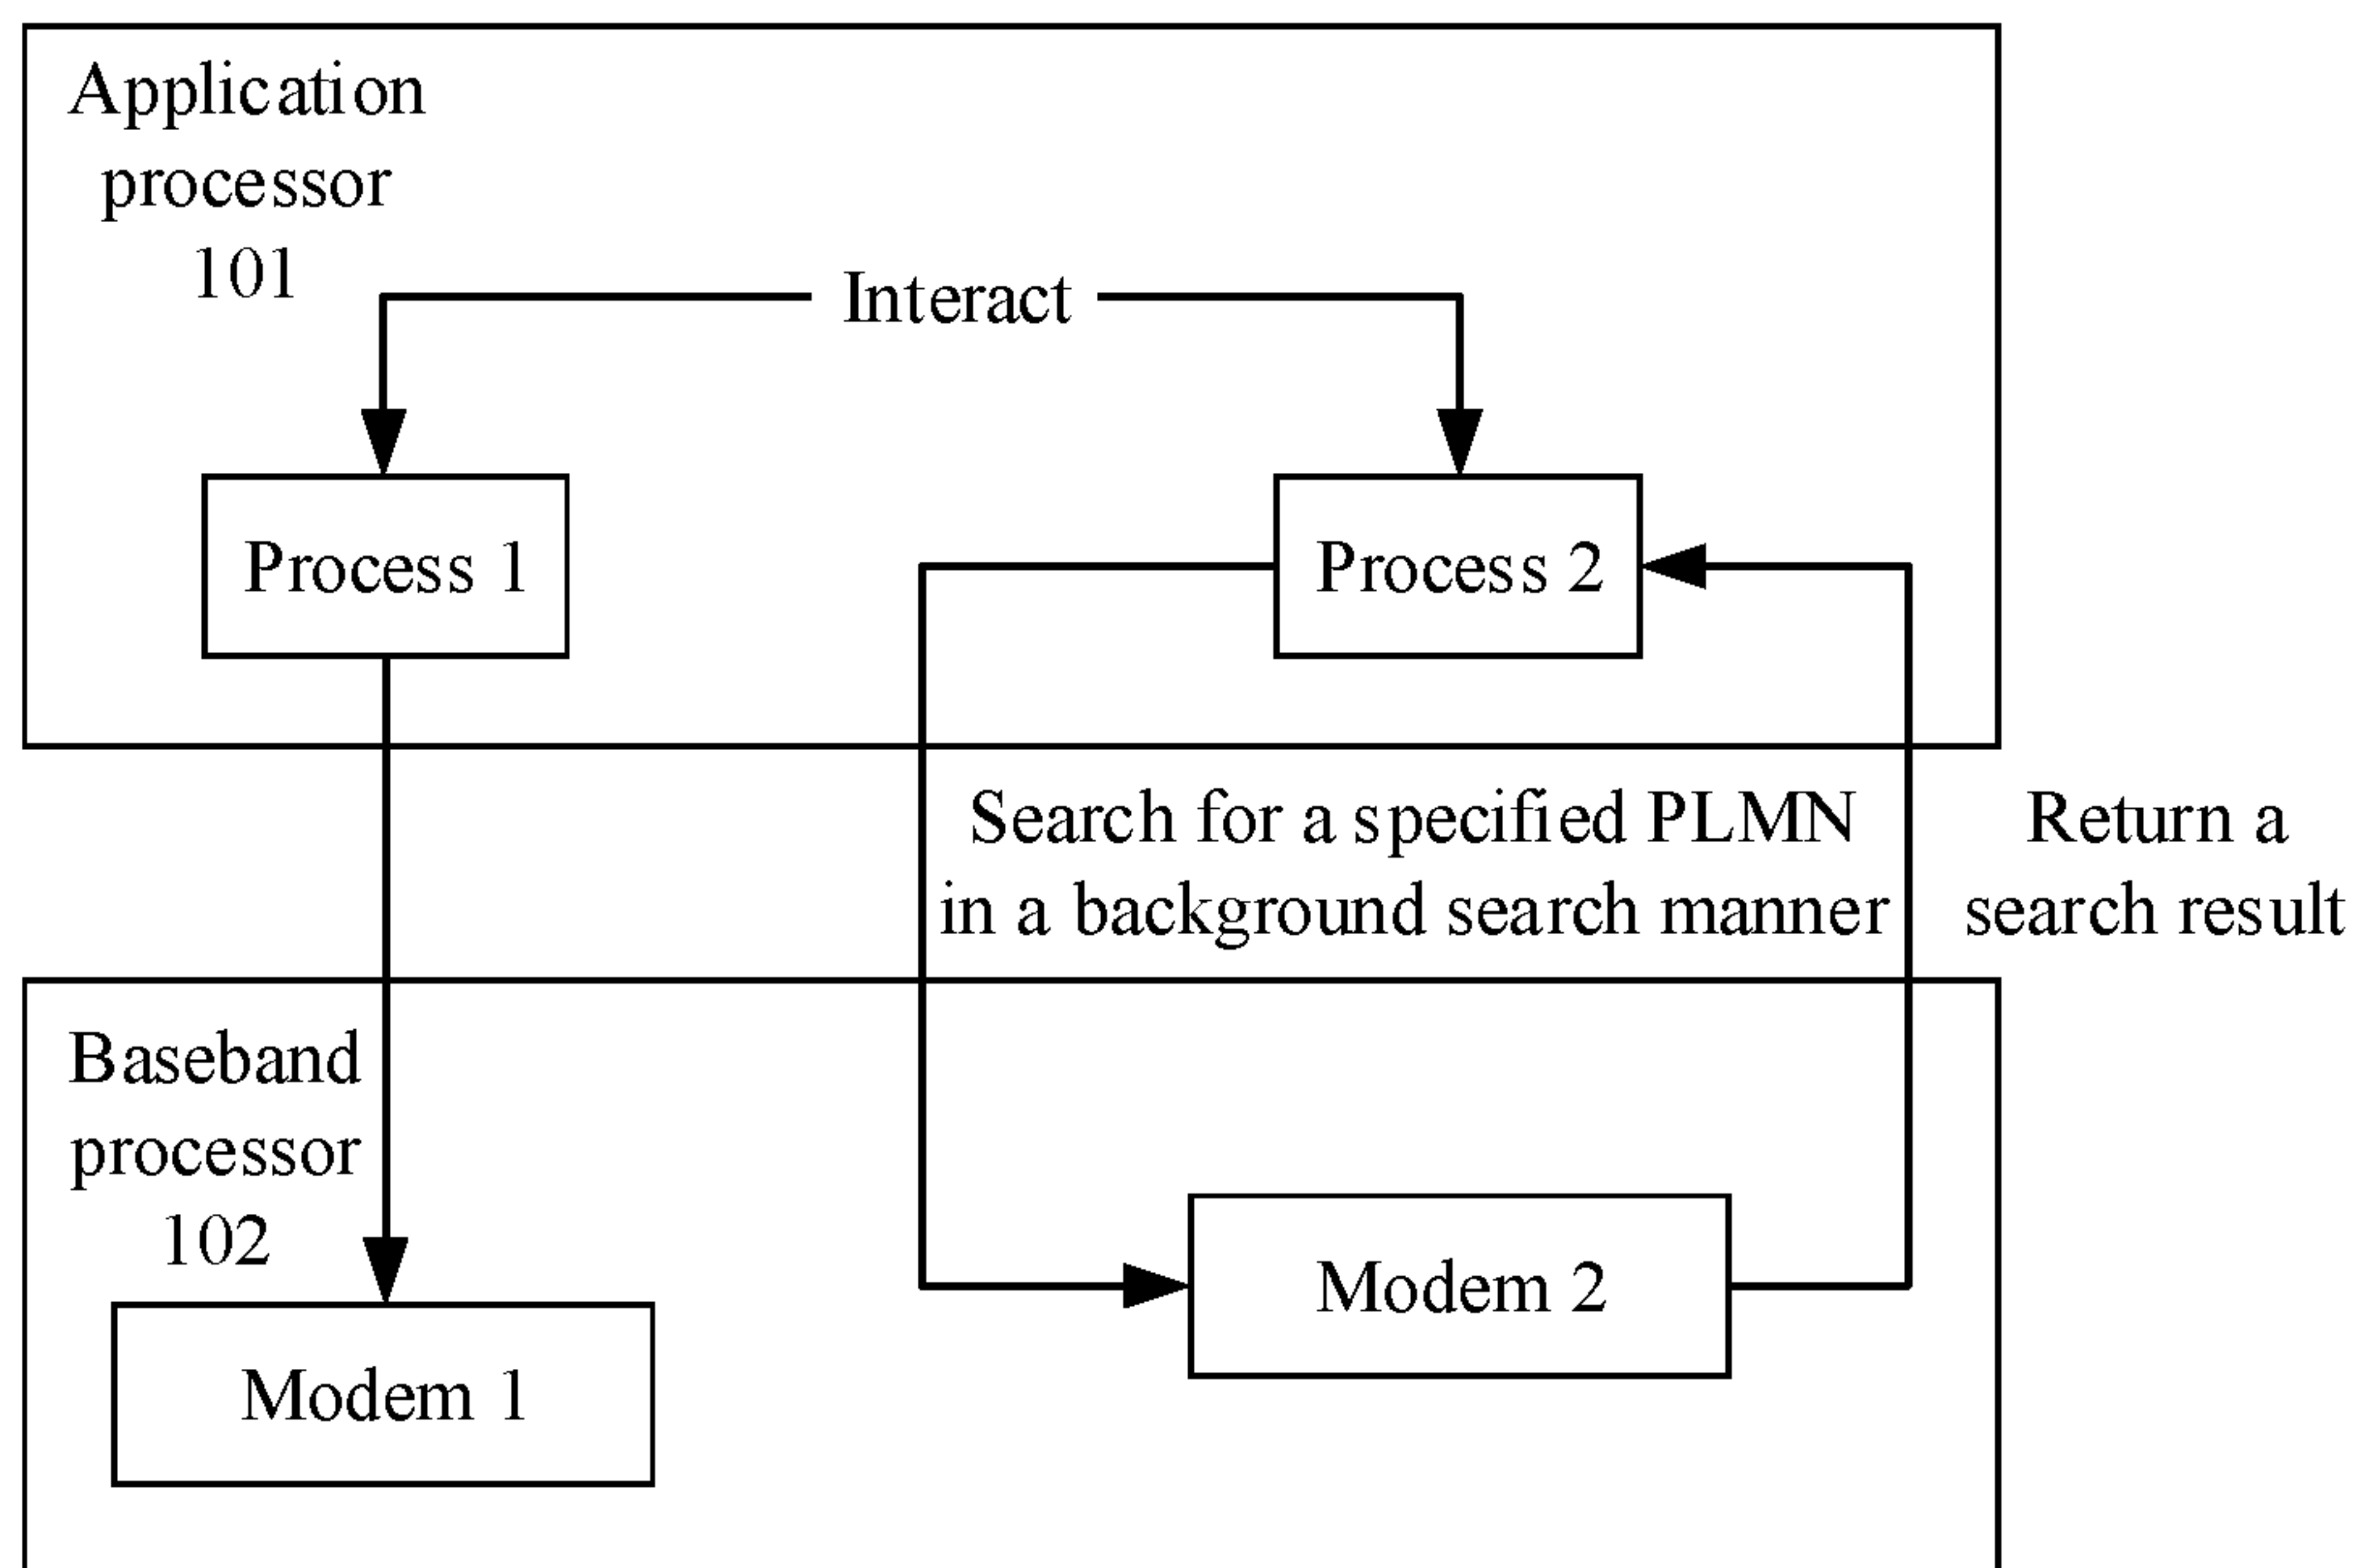 Application
processor
101
Interact
Process 1
Process 2
Search for a specified PLMN
in a background search manner
Return a
search result
Baseband
processor
102
Modem 2
Modem 1